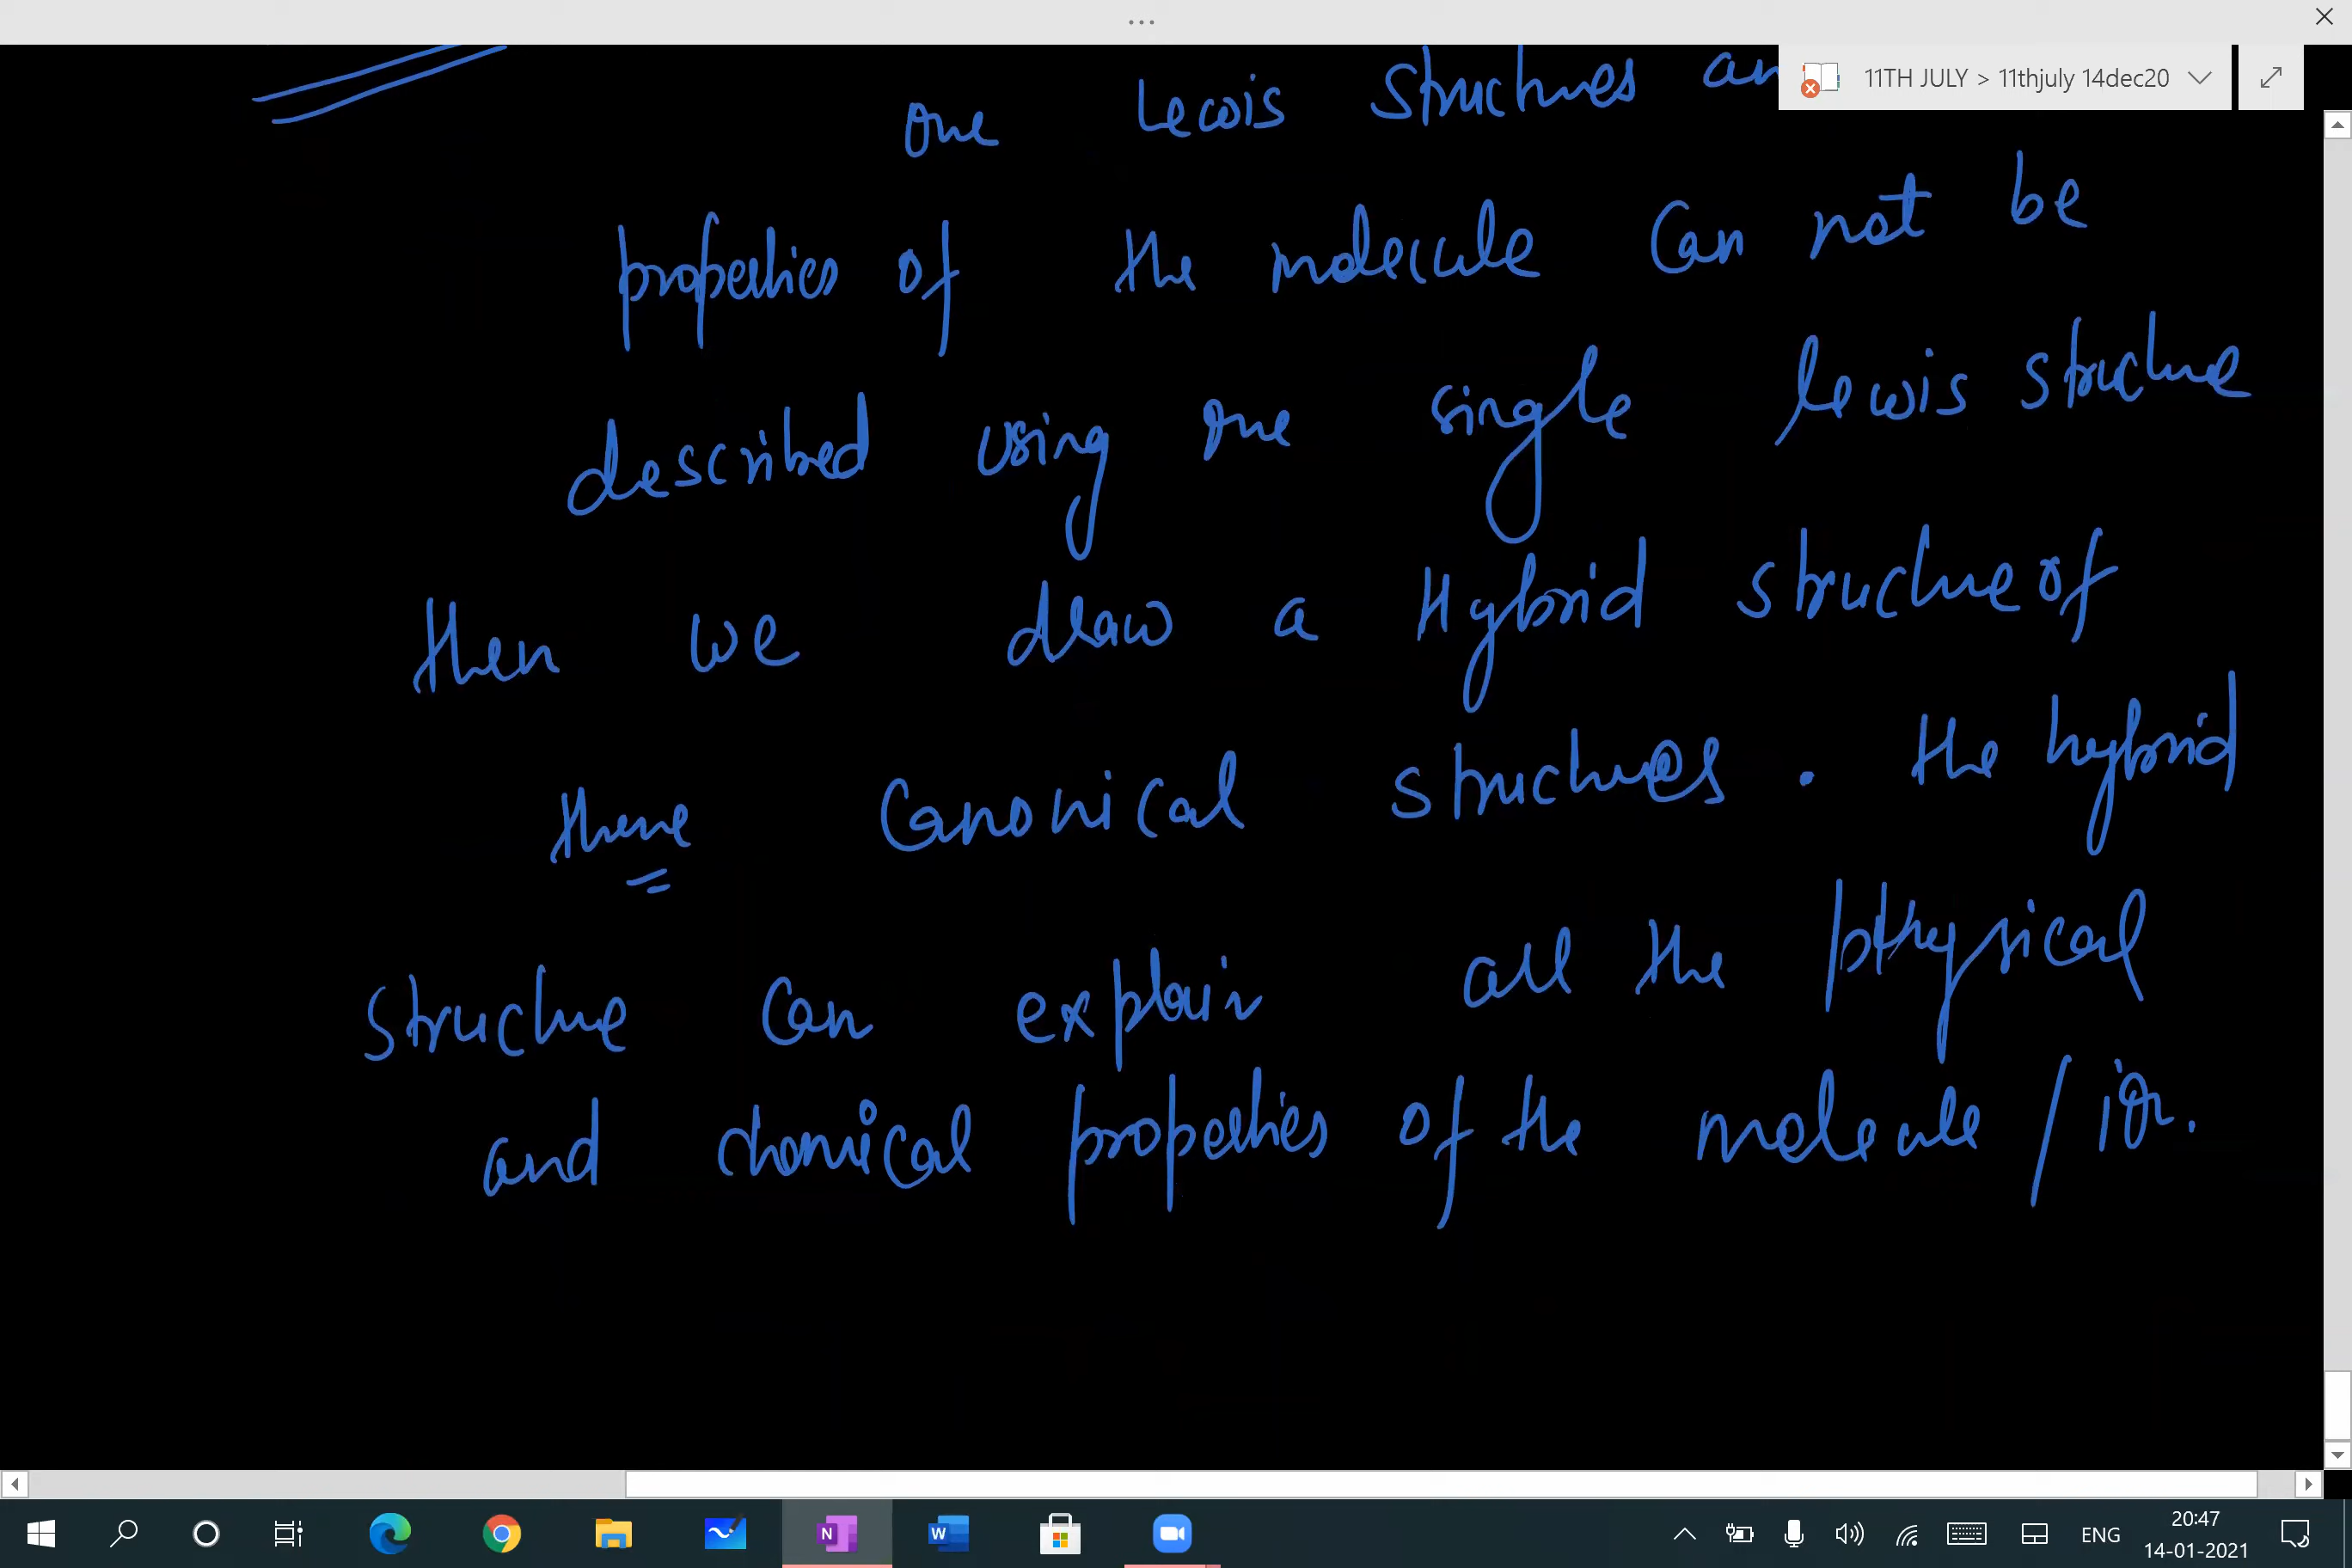 11TH JULY > 11thjuly 14dec20
one Lewis Structures an
properties of the molecule Can not be
described using one single Lewis structure
then we draw a Hybrid structure of
these Canonical structures. the hybrid
structure Can explain all the physical
and chemical properties of the molecule / ion.
ENG
20:47
14-01-2021